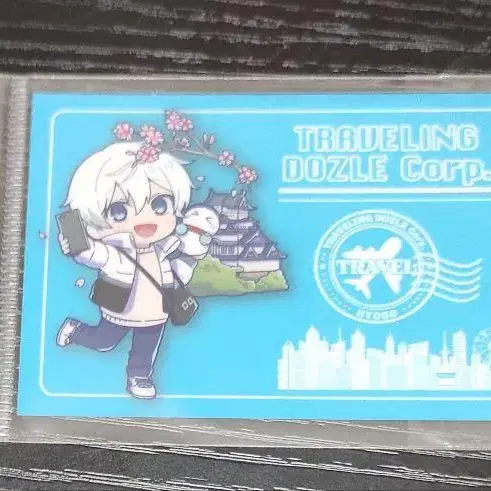 TRAVELING
DOZLE Corp.
TRAVELING DOZLE CORP.
TRAVEL
HYOGO